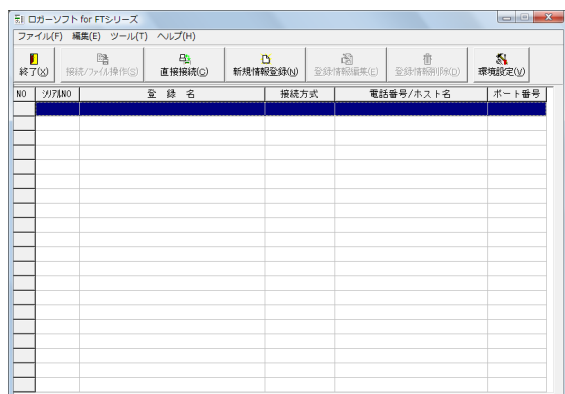 ロガーソフト for FTシリーズ
ファイル(F) 編集(E) ツール(T) ヘルプ(H)
終了(X) 接続/ファイル操作(S) 直接接続(C) 新規情報登録(N) 登録情報編集(E) 登録情報削除(D) 環境設定(V)
NO ｼﾘｱﾙNO 登 録 名 接続方式 電話番号/ホスト名 ポート番号